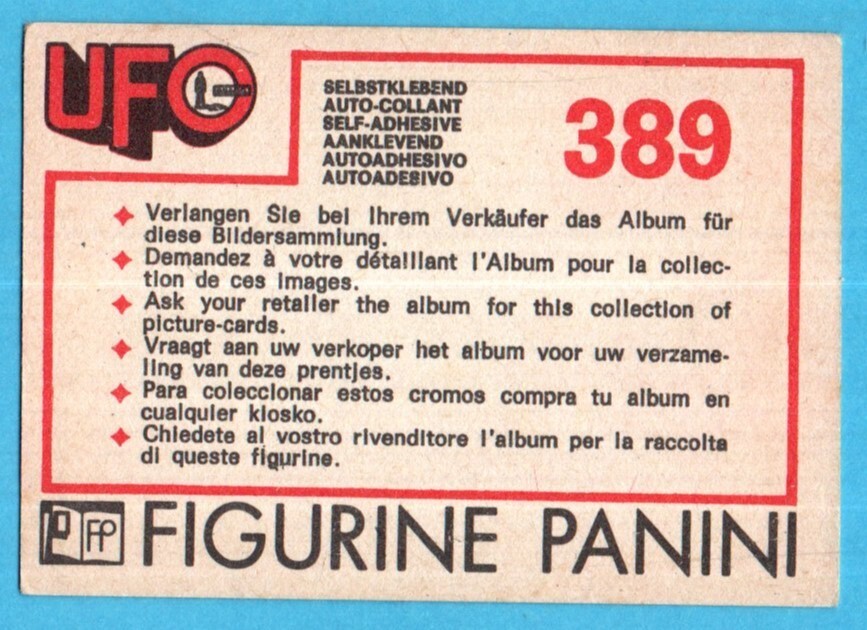 UFO
SELBSTKLEBEND
AUTO-COLLANT
SELF-ADHESIVE
AANKLEVEND
AUTOADHESIVO
AUTOADESIVO
389
Verlangen Sie bei Ihrem Verkäufer das Album für
diese Bildersammlung.
Demandez à votre détaillant l'Album pour la collec-
tion de ces images.
Ask your retailer the album for this collection of
picture-cards.
Vraagt aan uw verkoper het album voor uw verzame-
ling van deze prentjes.
Para coleccionar estos cromos compra tu album en
cualquier kiosko.
Chiedete al vostro rivenditore l'album per la raccolta
di queste figurine.
P FP FIGURINE PANINI